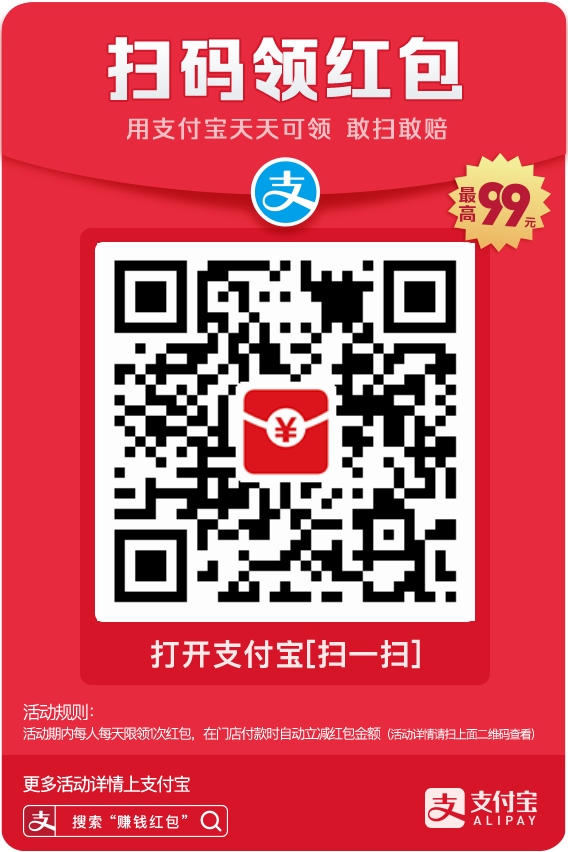 扫码领红包
用支付宝天天可领 敢扫敢赔
支
最高99元
¥
打开支付宝[扫一扫]
活动规则：
活动期内每人每天限领1次红包，在门店付款时自动立减红包金额（活动详情请扫上面二维码查看）
更多活动详情上支付宝
支 搜索“赚钱红包”
支 支付宝
ALIPAY